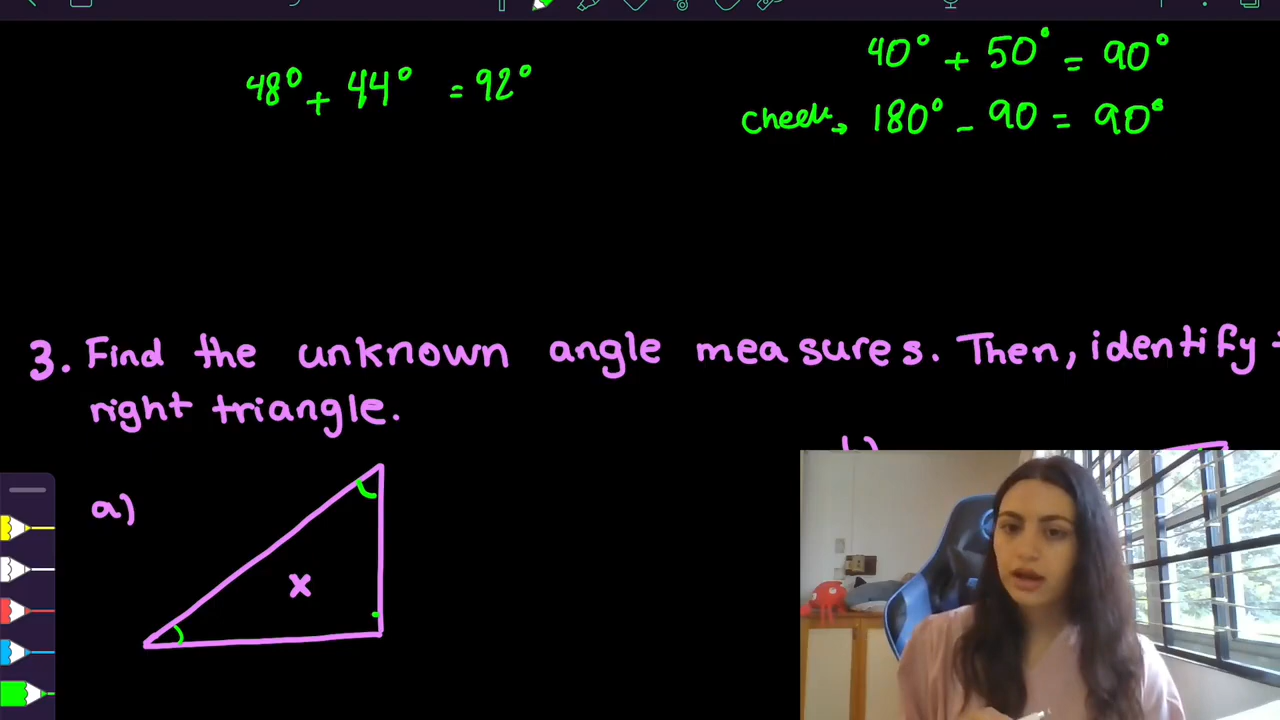 48° + 44° = 92°
40° + 50° = 90°
Check → 180° - 90 = 90°
3. Find the unknown angle measures. Then, identify
right triangle.
a)
b)
x